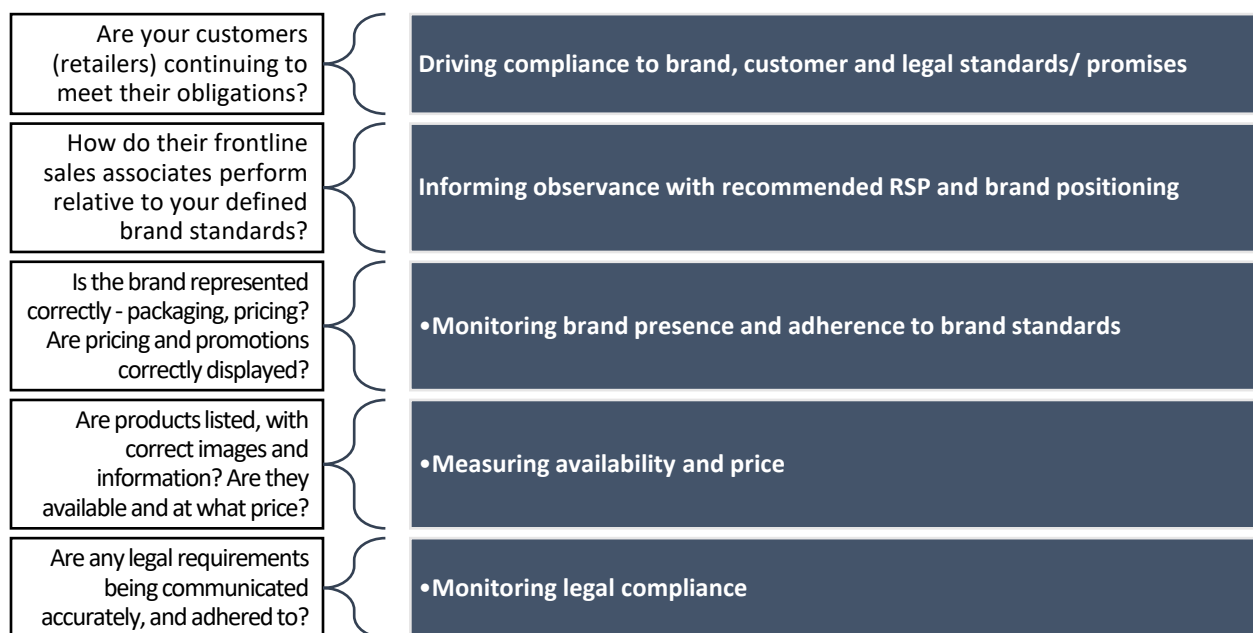 Are your customers
(retailers) continuing to
meet their obligations?
Driving compliance to brand, customer and legal standards/ promises
How do their frontline
sales associates perform
relative to your defined
brand standards?
Informing observance with recommended RSP and brand positioning
Is the brand represented
correctly - packaging, pricing?
Are pricing and promotions
correctly displayed?
•Monitoring brand presence and adherence to brand standards
Are products listed, with
correct images and
information? Are they
available and at what price?
•Measuring availability and price
Are any legal requirements
being communicated
accurately, and adhered to?
•Monitoring legal compliance